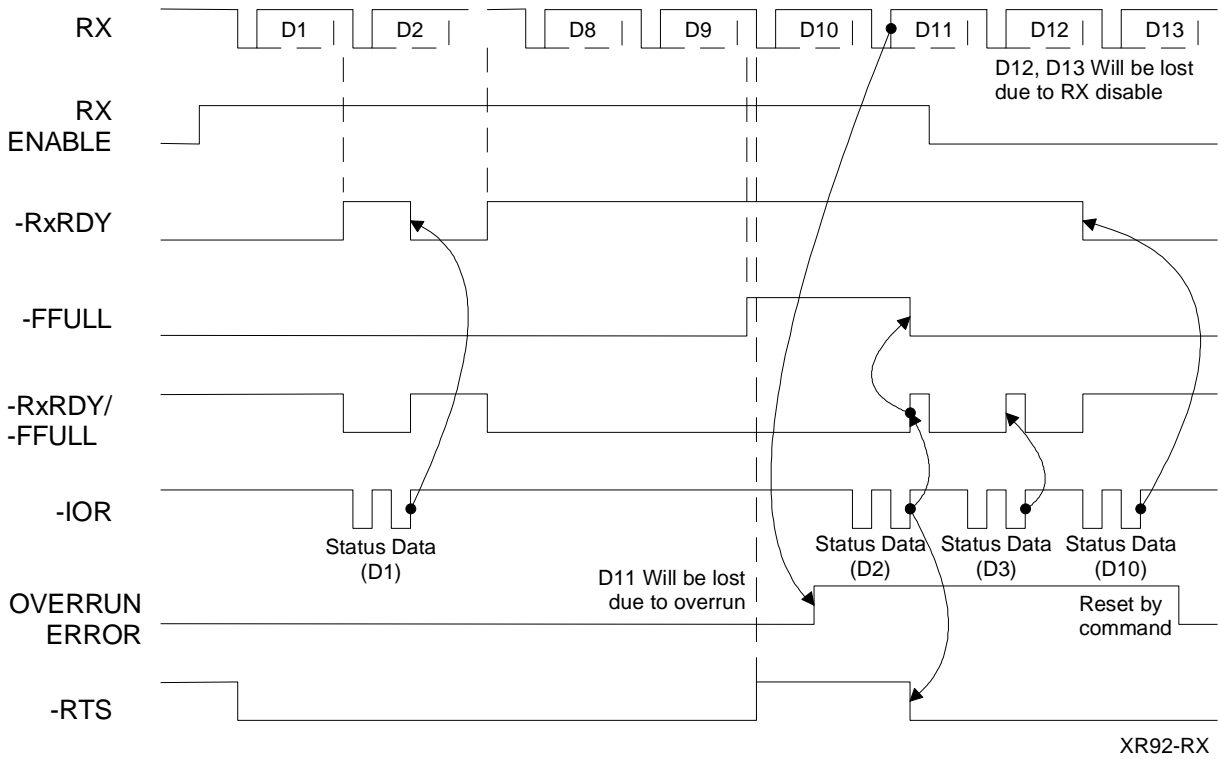 RX
D1
D2
D8
D9
D10
D11
D12
D13
D12, D13 Will be lost
due to RX disable
RX
ENABLE
-RxRDY
-FFULL
-RxRDY/
-FFULL
-IOR
Status Data
(D1)
Status Data
(D2)
Status Data
(D3)
Status Data
(D10)
D11 Will be lost
due to overrun
OVERRUN
ERROR
Reset by
command
-RTS
XR92-RX